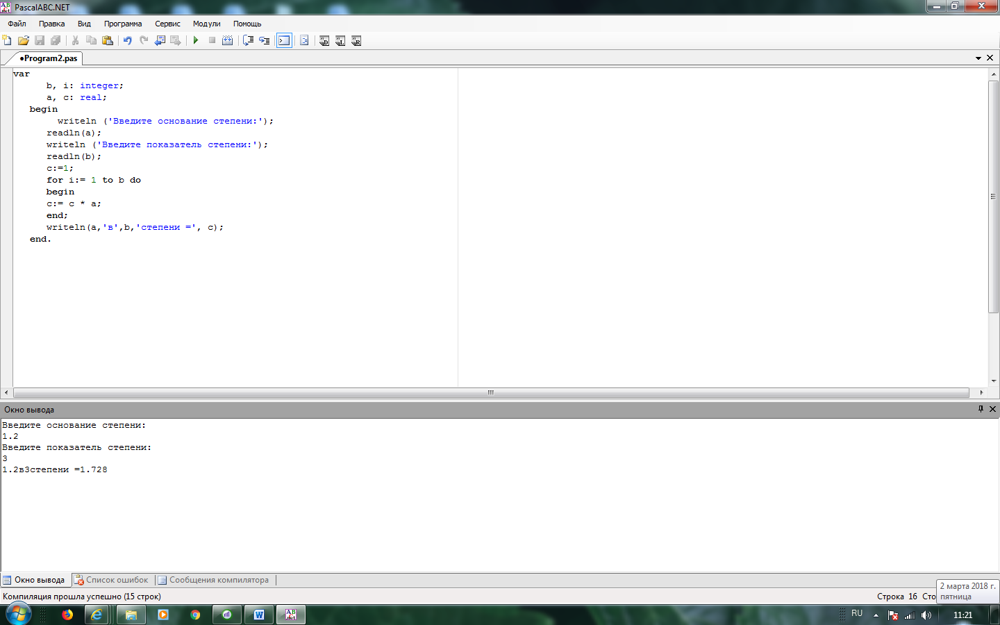 PascalABC.NET
Файл Правка Вид Программа Сервис Модули Помощь
•Program2.pas
var
b, i: integer;
a, c: real;
begin
writeln ('Введите основание степени:');
readln(a);
writeln ('Введите показатель степени:');
readln(b);
c:=1;
for i:= 1 to b do
begin
c:= c * a;
end;
writeln(a,'в',b,'степени =', c);
end.
Окно вывода
Введите основание степени:
1.2
Введите показатель степени:
3
1.2в3степени =1.728
Окно вывода Список ошибок Сообщения компилятора
Компиляция прошла успешно (15 строк) Строка 16 Сто
2 марта 2018 г.
пятница
RU 11:21